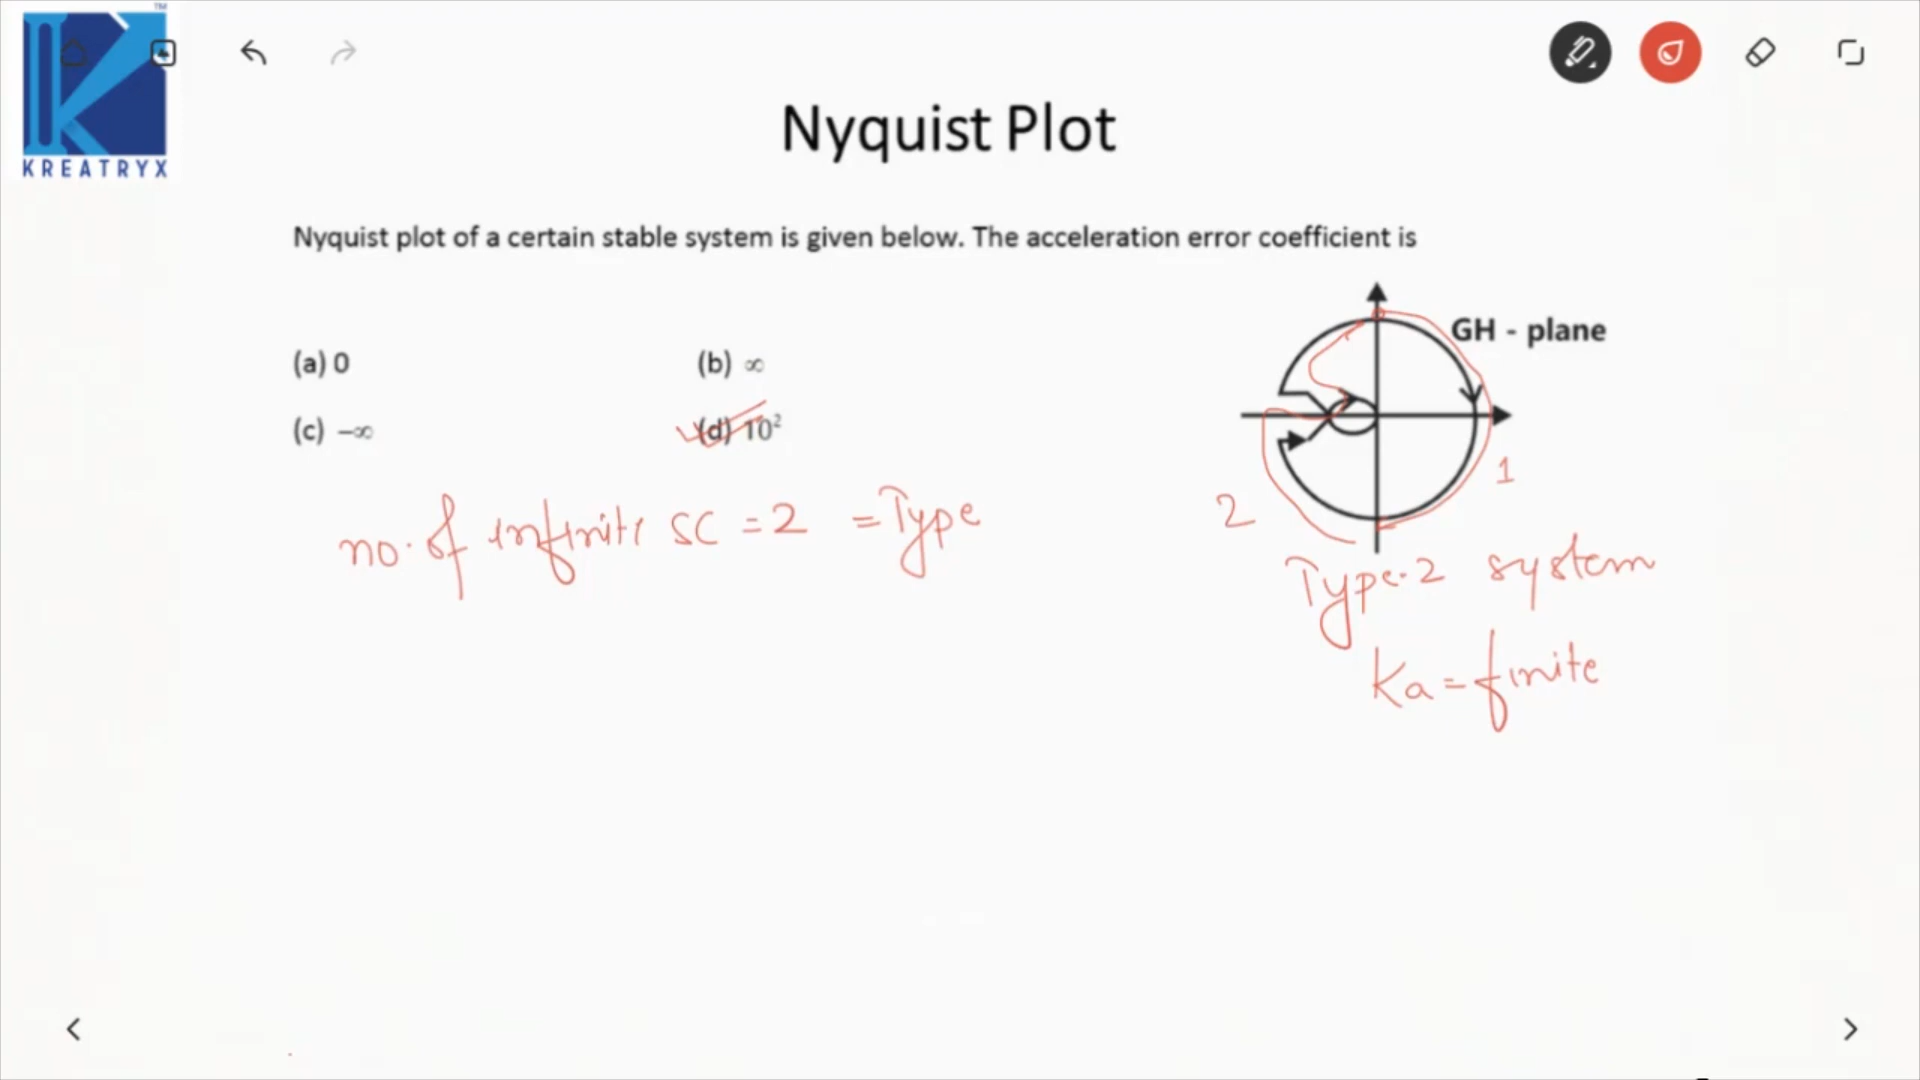 TM
KREATRYX
Nyquist Plot
Nyquist plot of a certain stable system is given below. The acceleration error coefficient is
GH - plane
(a) 0
(b) ∞
(c) -∞
(d) 10²
1
2
no. of infinite SC = 2 = Type
Type-2 system
Ka = finite